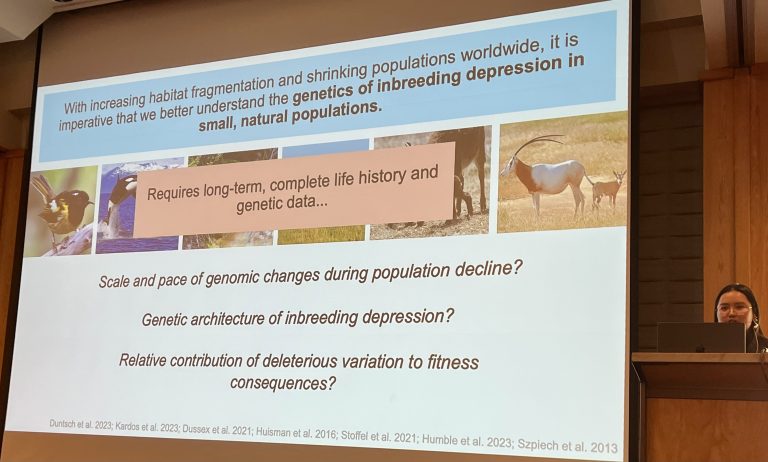 With increasing habitat fragmentation and shrinking populations worldwide, it is
imperative that we better understand the genetics of inbreeding depression in
small, natural populations.
Requires long-term, complete life history and
genetic data...
Scale and pace of genomic changes during population decline?
Genetic architecture of inbreeding depression?
Relative contribution of deleterious variation to fitness
consequences?
Duntsch et al. 2023; Kardos et al. 2023; Dussex et al. 2021; Huisman et al. 2016; Stoffel et al. 2021; Humble et al. 2023; Szpiech et al. 2013